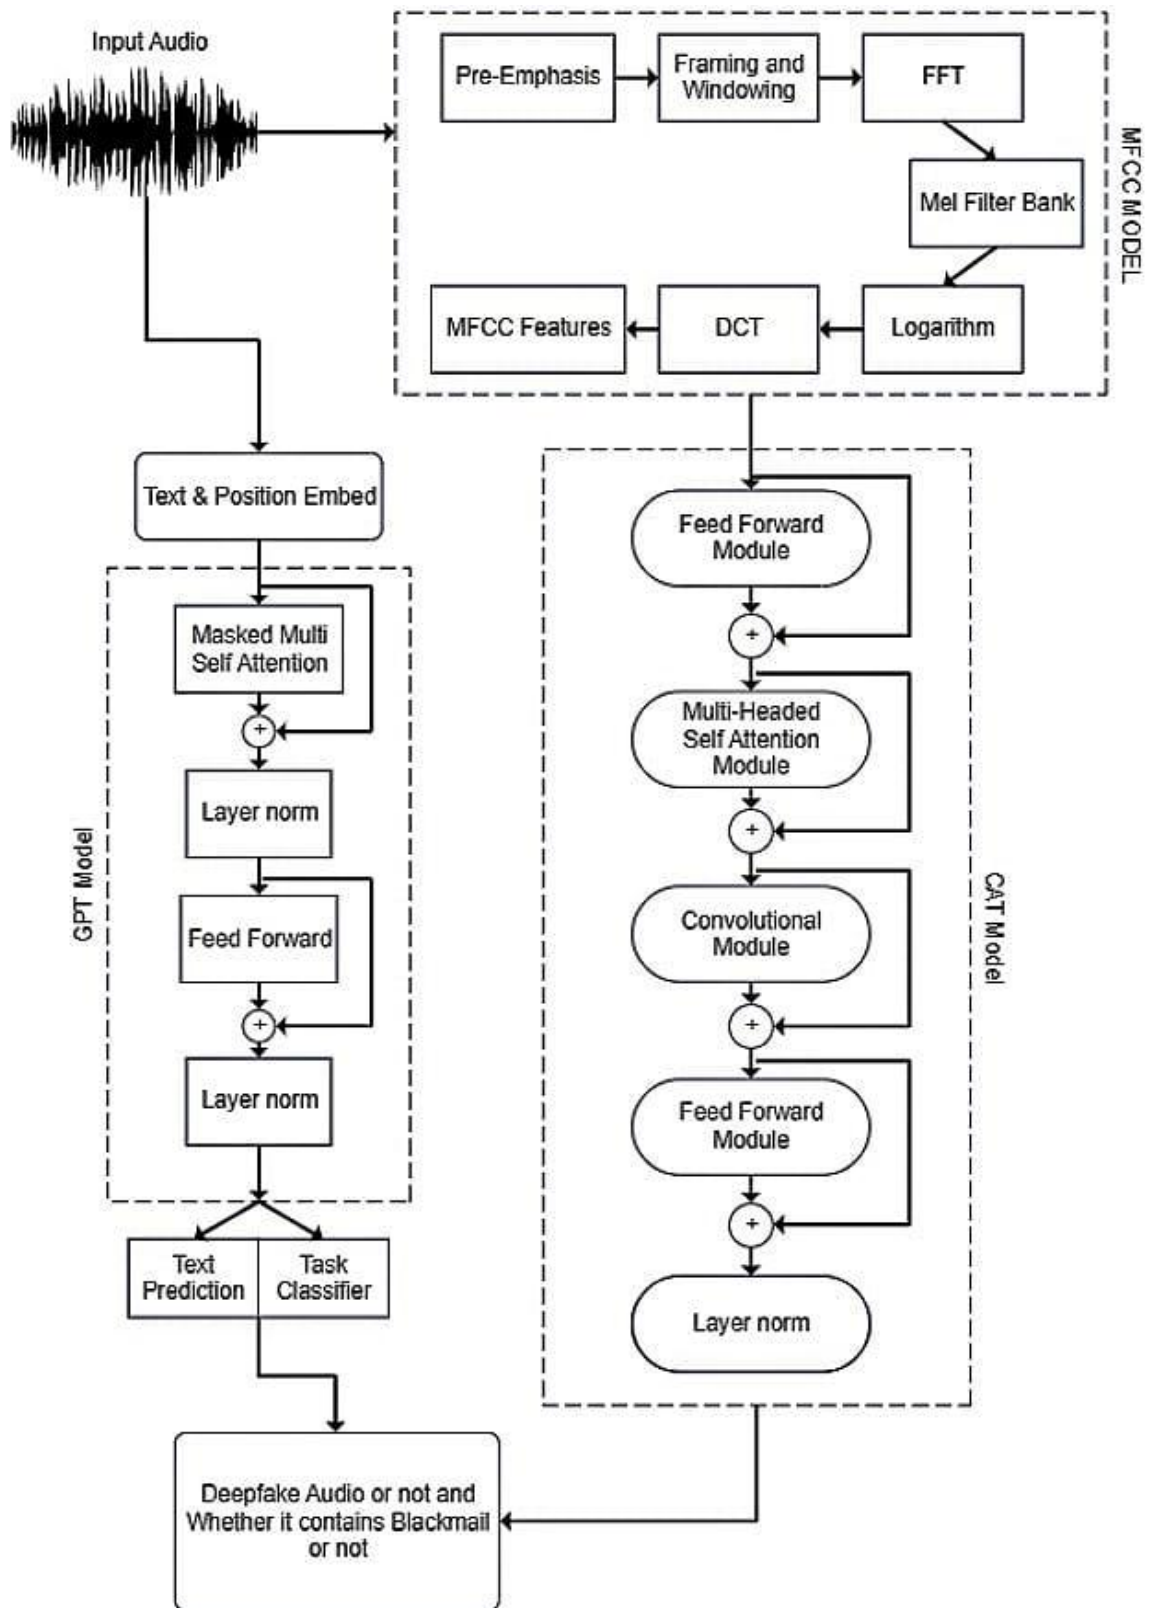 Input Audio
Pre-Emphasis
Framing and
Windowing
FFT
Mel Filter Bank
Logarithm
DCT
MFCC Features
MFCC MODEL
Text & Position Embed
Masked Multi
Self Attention
+
Layer norm
Feed Forward
+
Layer norm
GPT Model
Text
Prediction
Task
Classifier
Feed Forward
Module
+
Multi-Headed
Self Attention
Module
+
Convolutional
Module
+
Feed Forward
Module
+
Layer norm
CAT Model
Deepfake Audio or not and
Whether it contains Blackmail
or not